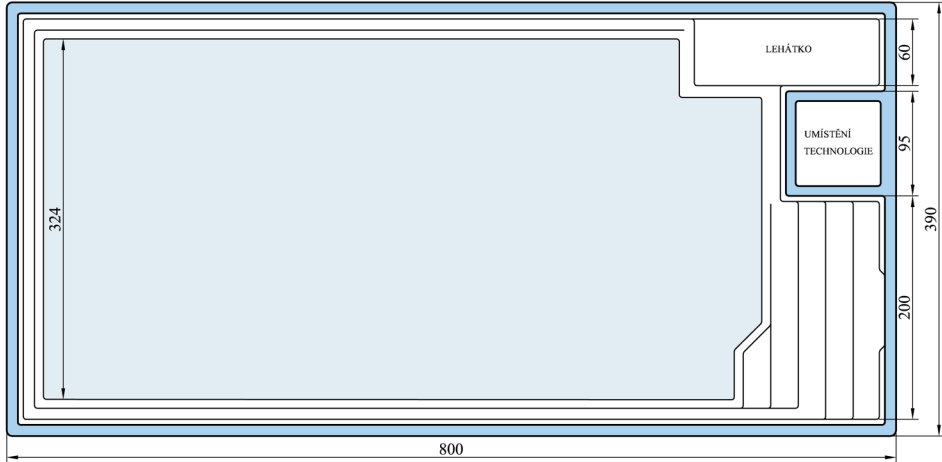 LEHÁTKO
60
UMÍSTĚNÍ
TECHNOLOGIE
95
324
390
200
800